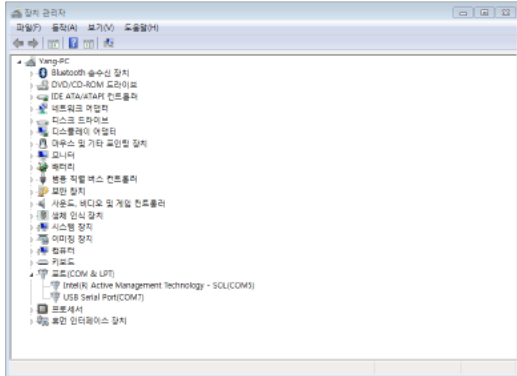 장치 관리자
파일(F) 동작(A) 보기(V) 도움말(H)
Yang-PC
Bluetooth 송수신 장치
DVD/CD-ROM 드라이브
IDE ATA/ATAPI 컨트롤러
네트워크 어댑터
디스크 드라이브
디스플레이 어댑터
마우스 및 기타 포인팅 장치
모니터
배터리
범용 직렬 버스 컨트롤러
보안 장치
사운드, 비디오 및 게임 컨트롤러
생체 인식 장치
시스템 장치
이미징 장치
컴퓨터
키보드
포트(COM & LPT)
Intel(R) Active Management Technology - SOL(COM5)
USB Serial Port(COM7)
프로세서
휴먼 인터페이스 장치